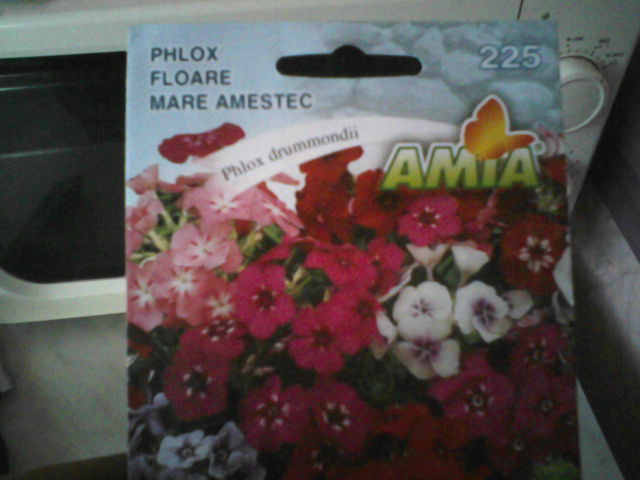 PHLOX
FLOARE
MARE AMESTEC
225
Phlox drummondii
AMIA